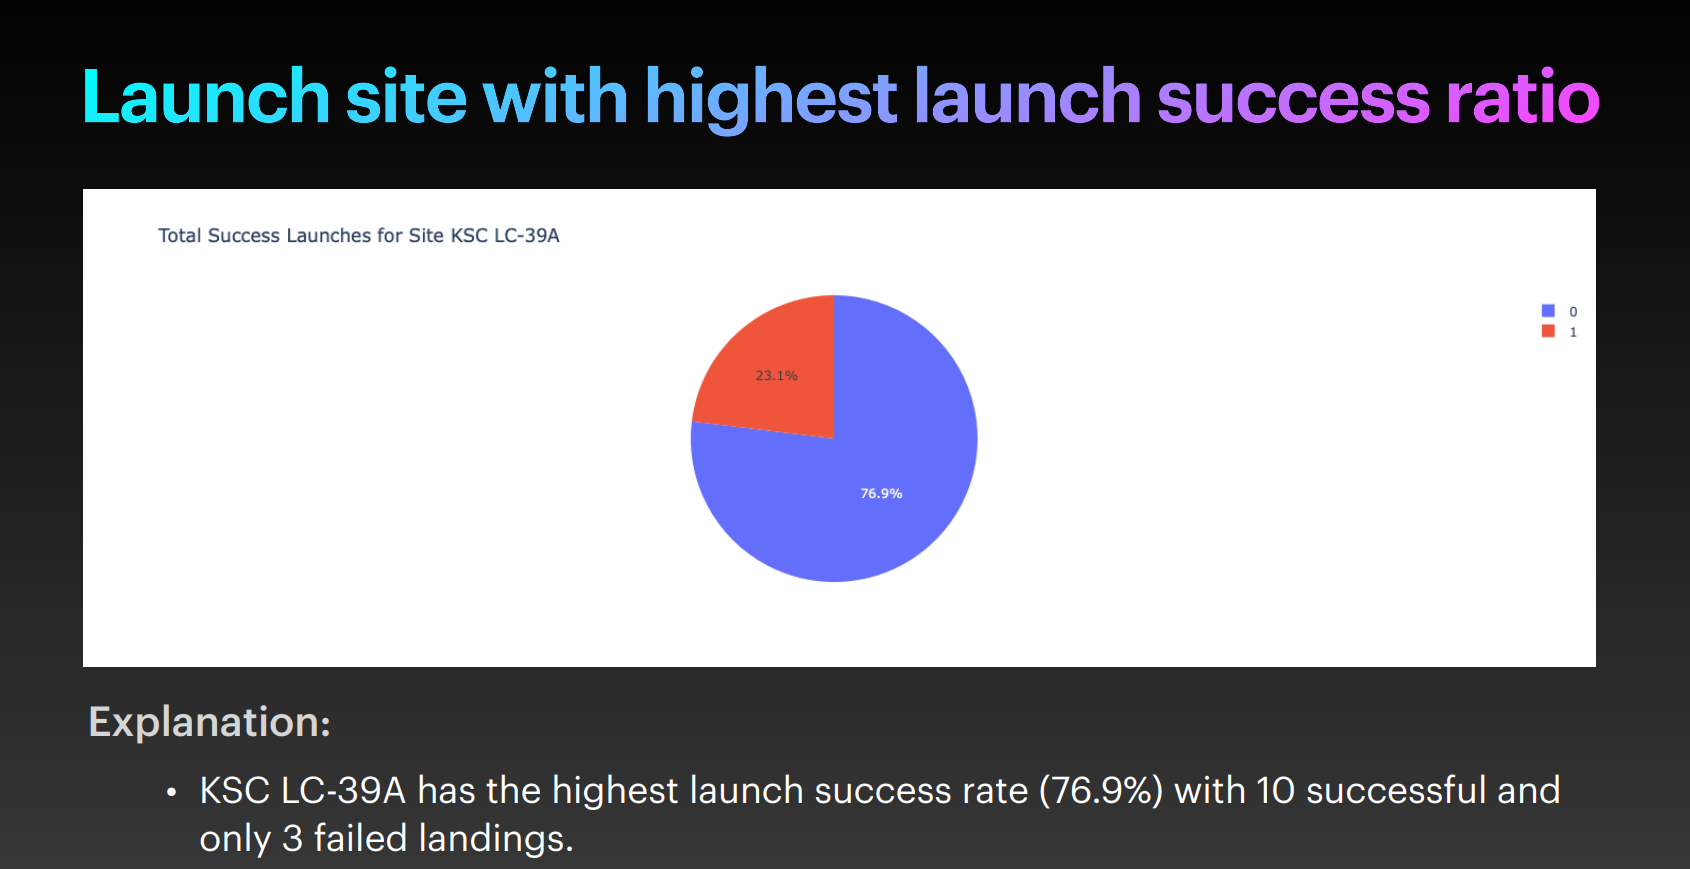 Launch site with highest launch success ratio
Total Success Launches for Site KSC LC-39A
0
1
23.1%
76.9%
Explanation:
• KSC LC-39A has the highest launch success rate (76.9%) with 10 successful and
only 3 failed landings.